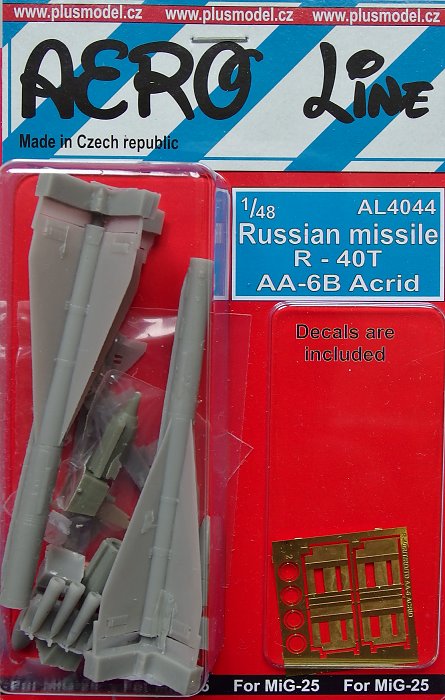 www.plusmodel.cz www.plusmodel.cz www.plusmodel.cz
AERO LINE
Made in Czech republic
1/48 AL4044
Russian missile
R - 40T
AA-6B Acrid
Decals are
included
For MiG-25 For MiG-25